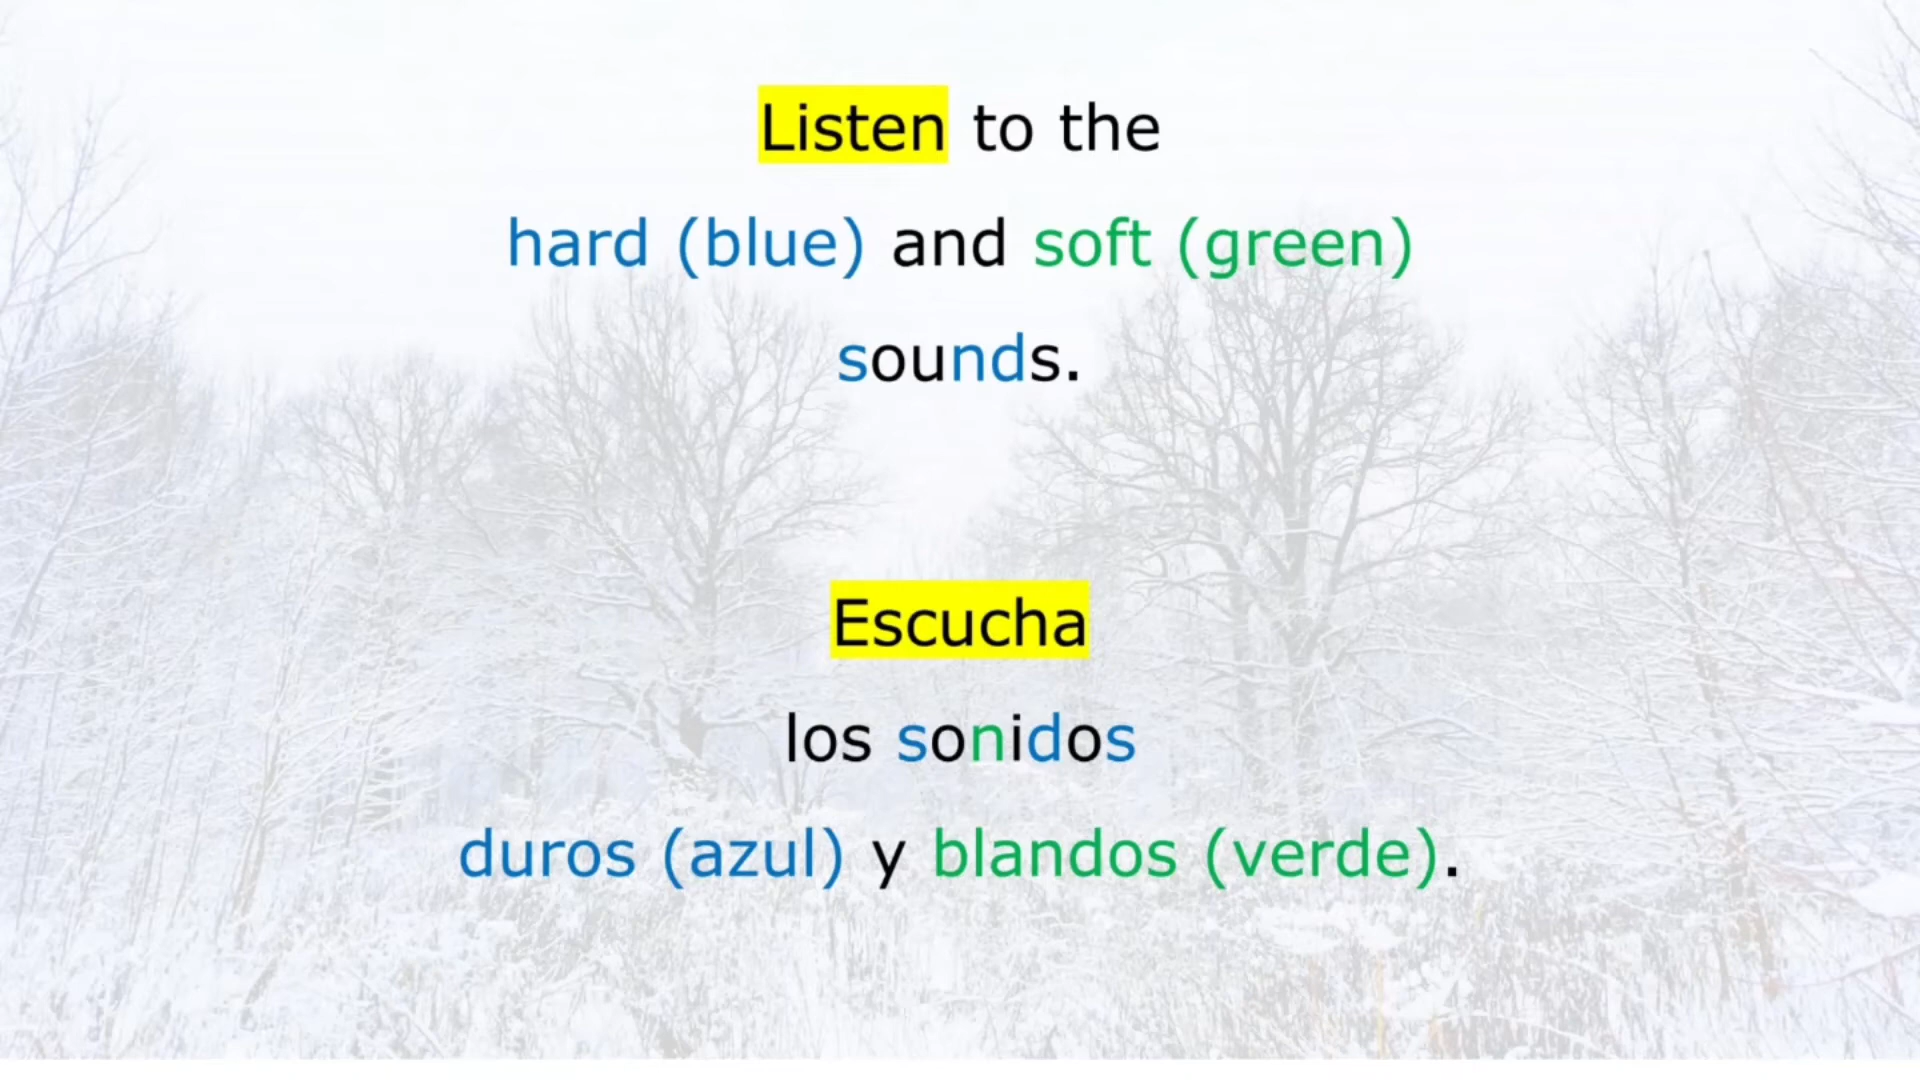 Listen to the
hard (blue) and soft (green)
sounds.
Escucha
los sonidos
duros (azul) y blandos (verde).